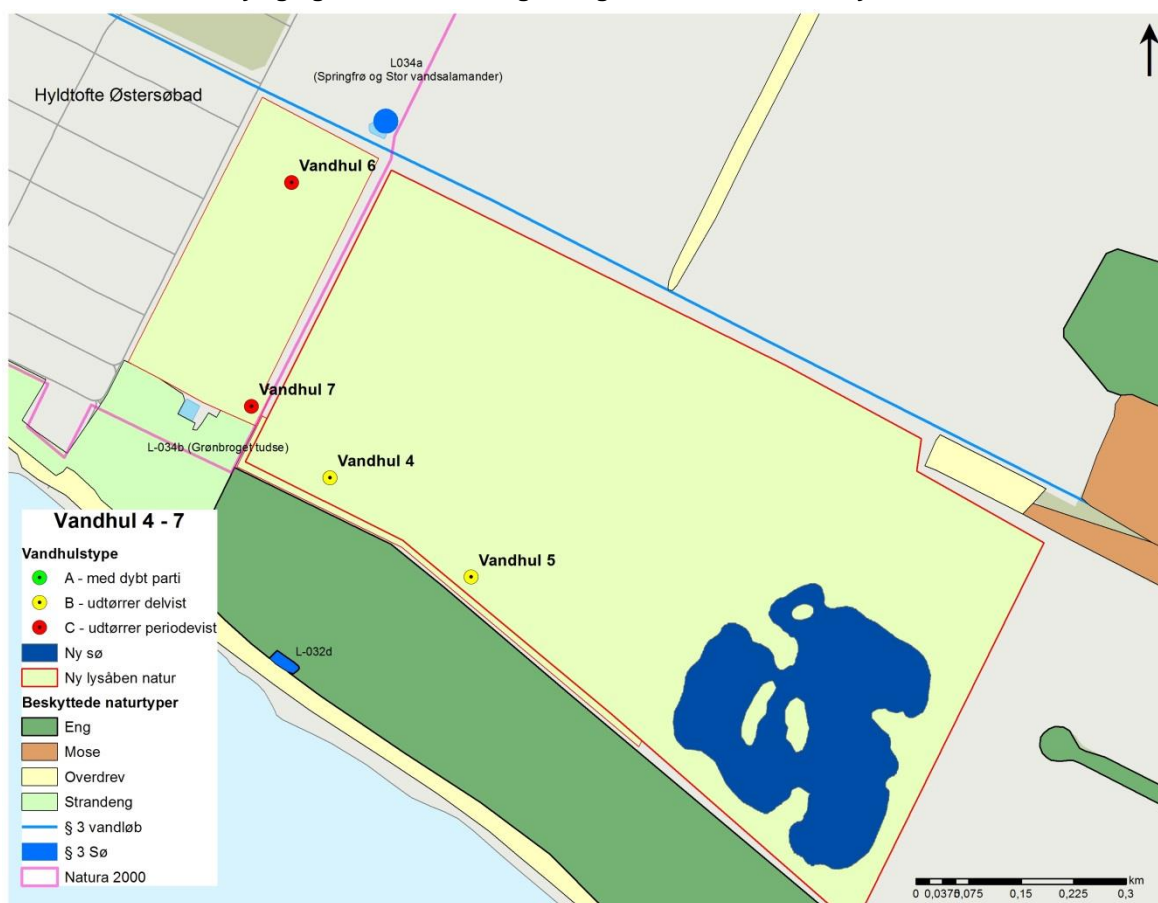 L034a
(Springfrø og Stor vandsalamander)
Hyldtofte Østersøbad
Vandhul 6
Vandhul 7
L-034b (Grønbroget tudse)
Vandhul 4
Vandhul 5
L-032d
Vandhul 4 - 7
Vandhulstype
A - med dybt parti
B - udtørrer delvist
C - udtørrer periodevist
Ny sø
Ny lysåben natur
Beskyttede naturtyper
Eng
Mose
Overdrev
Strandeng
§ 3 vandløb
§ 3 Sø
Natura 2000
km
0 0,0375 0,075 0,15 0,225 0,3